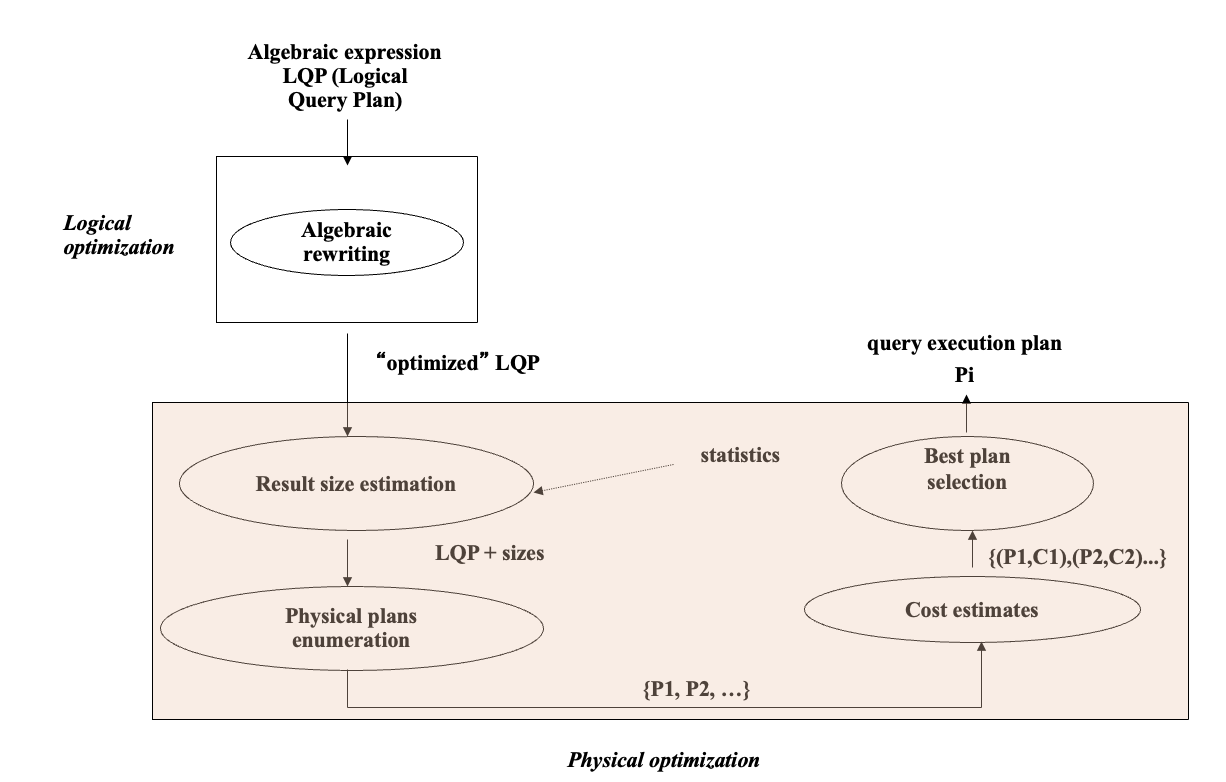 Algebraic expression
LQP (Logical
Query Plan)
Logical
optimization
Algebraic
rewriting
“optimized” LQP
query execution plan
Pi
statistics
Result size estimation
Best plan
selection
LQP + sizes
{(P1,C1),(P2,C2)...}
Physical plans
enumeration
Cost estimates
{P1, P2, …}
Physical optimization